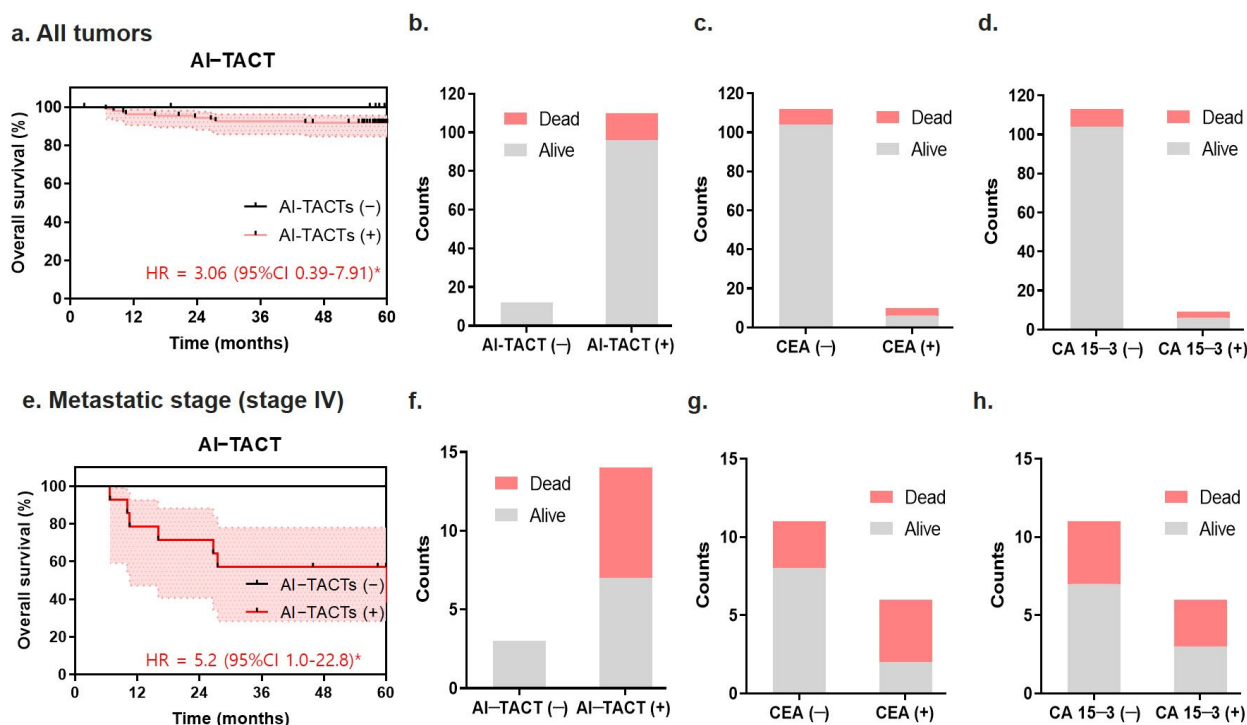 a. All tumors
AI−TACT
Overall survival (%)
100
80
60
40
20
0
0 12 24 36 48 60
Time (months)
AI-TACTs (−)
AI-TACTs (+)
HR = 3.06 (95%CI 0.39-7.91)*
b.
Counts
120
100
80
60
40
20
0
Dead
Alive
AI-TACT (−) AI-TACT (+)
c.
Counts
120
100
80
60
40
20
0
Dead
Alive
CEA (−) CEA (+)
d.
Counts
120
100
80
60
40
20
0
Dead
Alive
CA 15−3 (−) CA 15−3 (+)
e. Metastatic stage (stage IV)
AI−TACT
Overall survival (%)
100
80
60
40
20
0
0 12 24 36 48 60
Time (months)
AI−TACTs (−)
AI−TACTs (+)
HR = 5.2 (95%CI 1.0-22.8)*
f.
Counts
15
10
5
0
Dead
Alive
AI−TACT (−) AI−TACT (+)
g.
Counts
15
10
5
0
Dead
Alive
CEA (−) CEA (+)
h.
Counts
15
10
5
0
Dead
Alive
CA 15−3 (−) CA 15−3 (+)